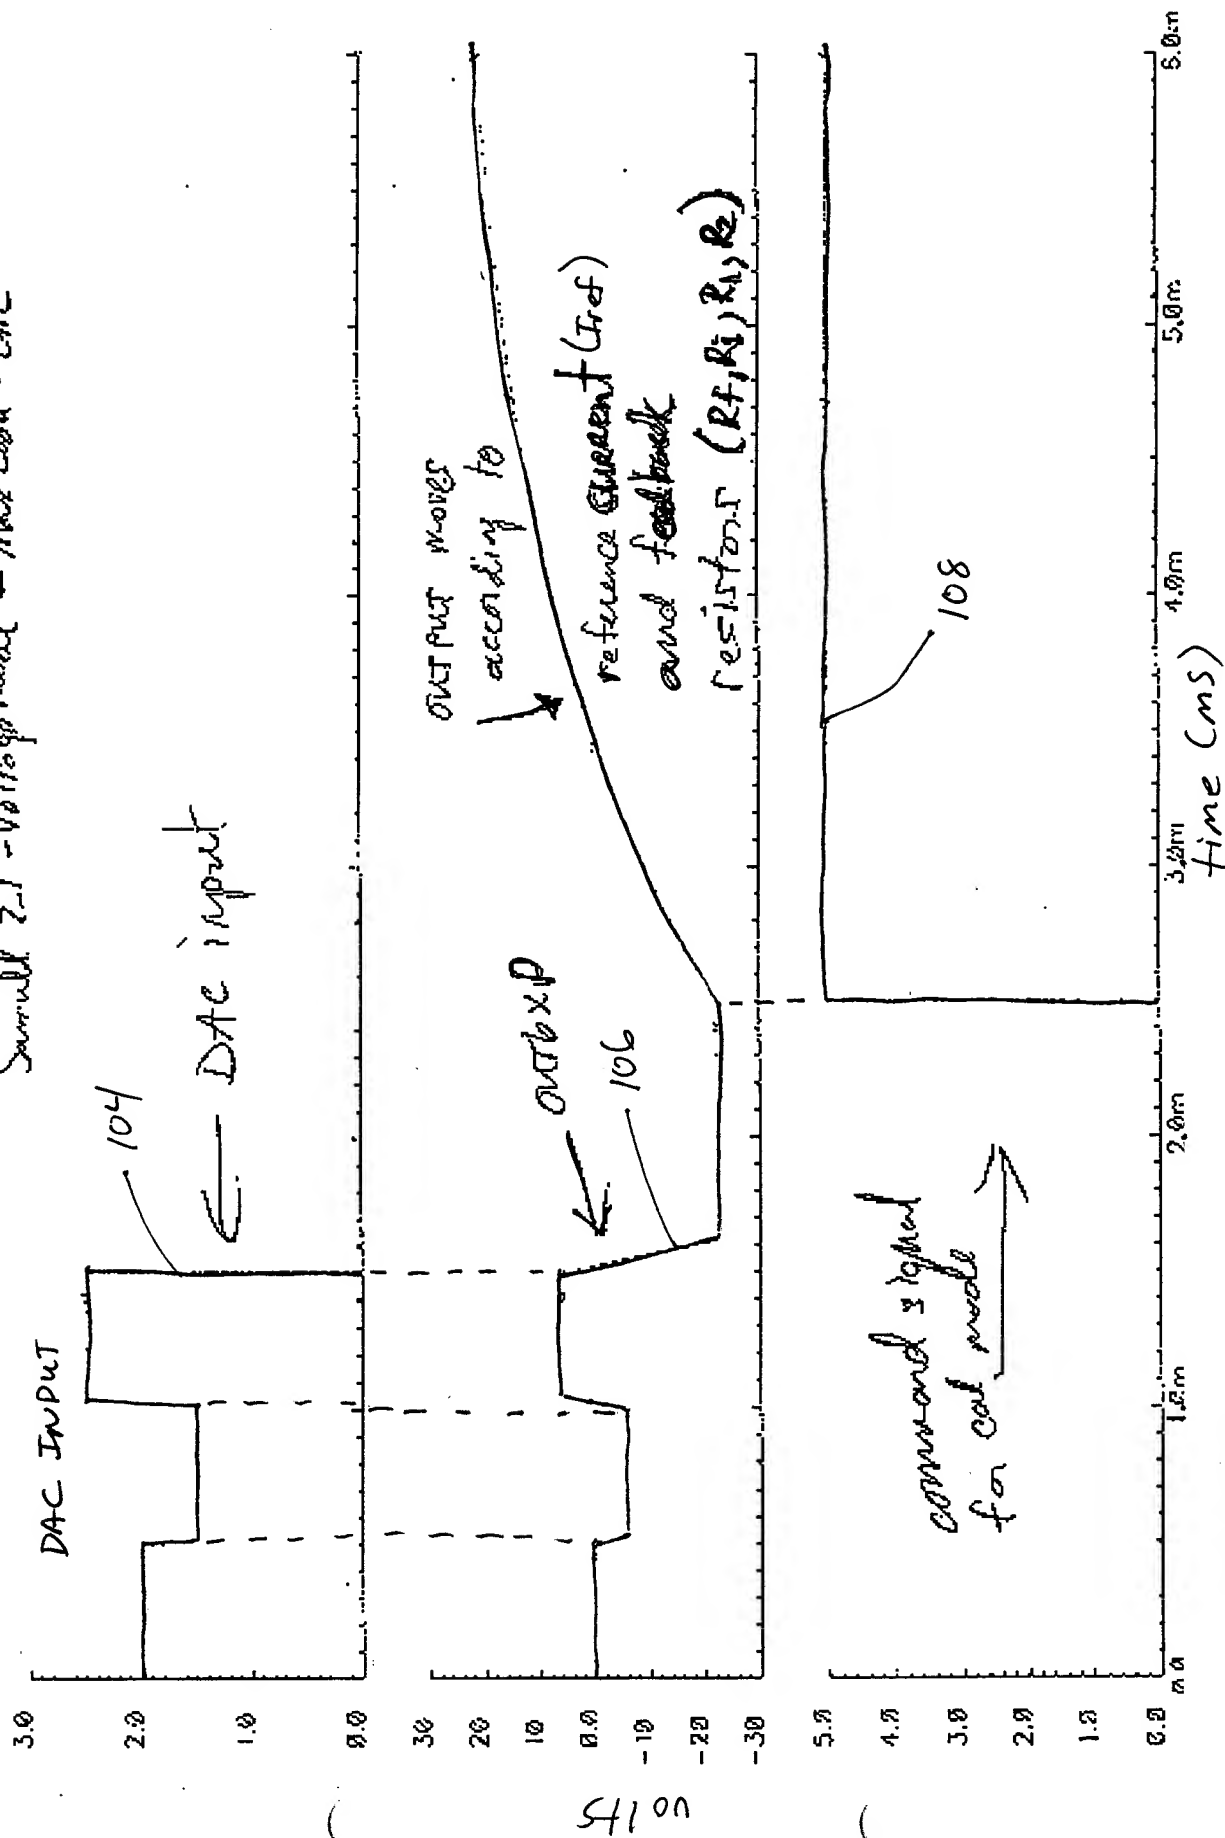 DAC INPUT
3.0
2.0
1.0
0.0
104
DAC input
30
20
10
0.0
-10
-20
-30
volts
outbxp
106
OUTPUT moves
according to
reference current (Iref)
and feedback
resistors (Rf, Ri, R1, R2)
5.0
4.0
3.0
2.0
1.0
0.0
command signal
for cal mode
108
1.0m
2.0m
3.0m
4.0m
5.0m
6.0m
time (ms)